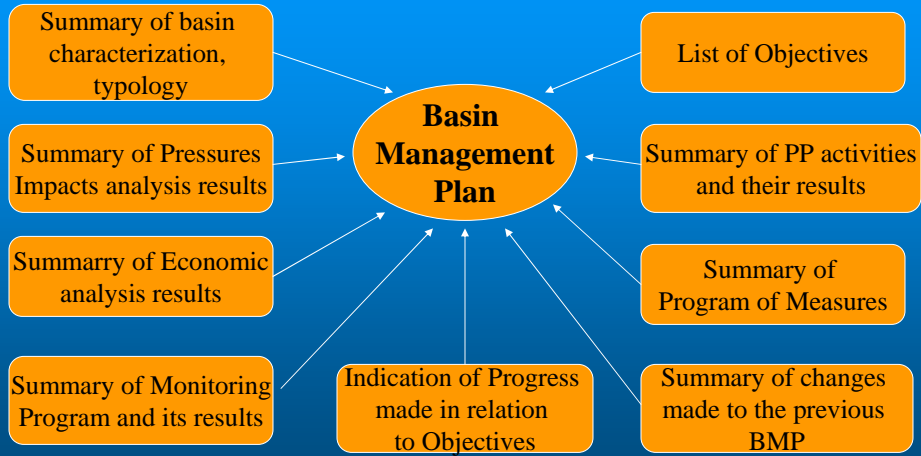 Summary of basin
characterization,
typology
List of Objectives
Basin
Management
Plan
Summary of Pressures
Impacts analysis results
Summary of PP activities
and their results
Summarry of Economic
analysis results
Summary of
Program of Measures
Summary of Monitoring
Program and its results
Indication of Progress
made in relation
to Objectives
Summary of changes
made to the previous
BMP